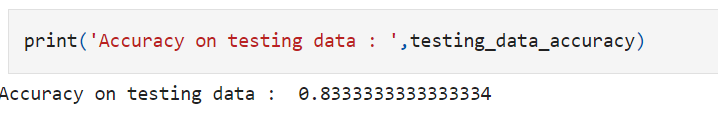 print('Accuracy on testing data : ',testing_data_accuracy)
Accuracy on testing data :  0.8333333333333334